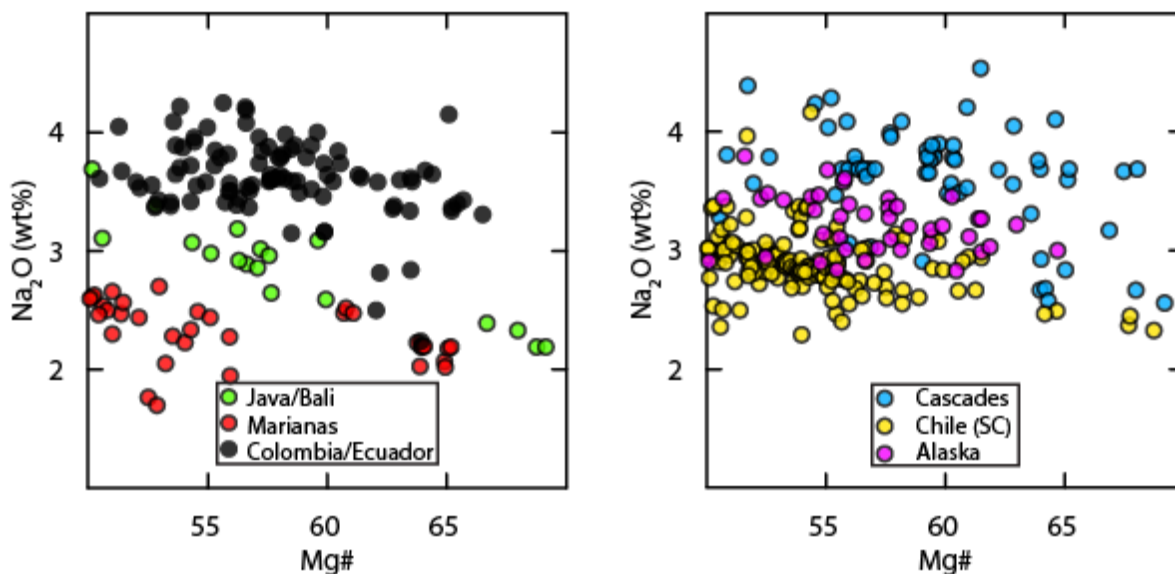 Na₂O (wt%)
4
3
2
Java/Bali
Marianas
Colombia/Ecuador
55 60 65
Mg#
Na₂O (wt%)
4
3
2
Cascades
Chile (SC)
Alaska
55 60 65
Mg#